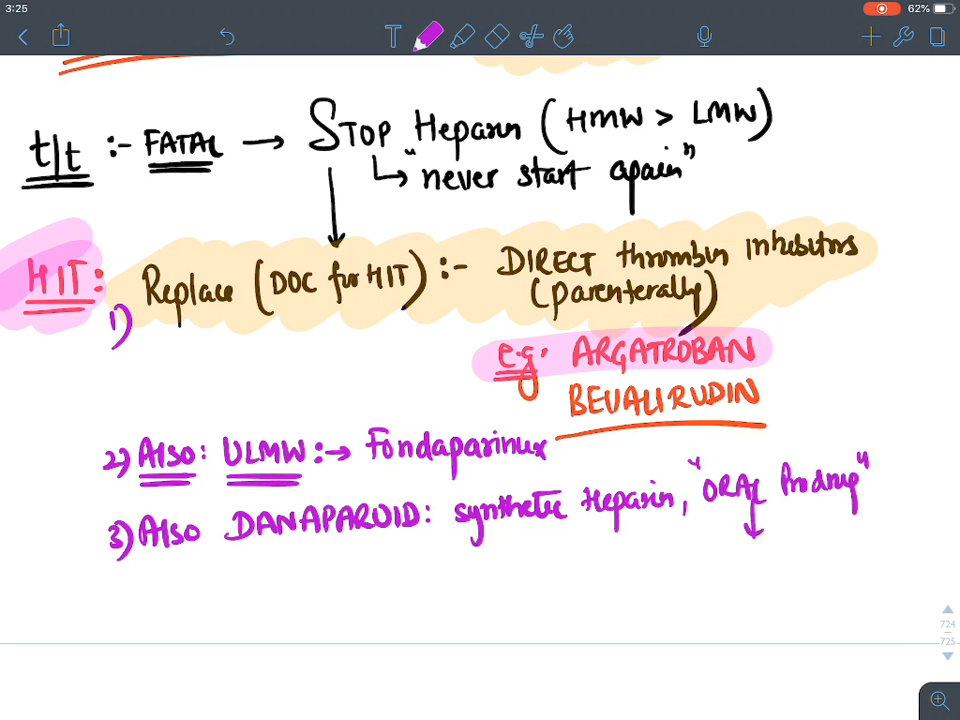 3:25
62%
T
t/t :- FATAL → STOP Heparin (HMW > LMW)
↳ "never start again"
HIT:
Replace (DOC for HIT) :- DIRECT thrombin inhibitors
1)
(parenterally)
e.g. ARGATROBAN
BEVALIRUDIN
2) Also: ULMW :→ Fondaparinux
3) Also DANAPAROID: synthetic Heparin, "ORAL Prodrug"
724
725